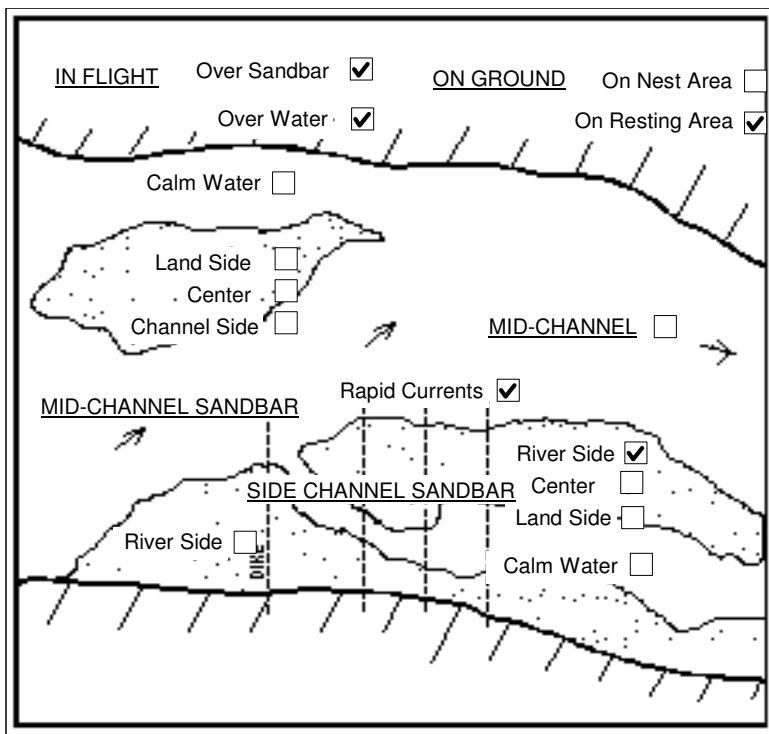 IN FLIGHT
Over Sandbar
ON GROUND
On Nest Area
Over Water
On Resting Area
Calm Water
Land Side
Center
Channel Side
MID-CHANNEL
Rapid Currents
MID-CHANNEL SANDBAR
River Side
SIDE CHANNEL SANDBAR
Center
Land Side
River Side
DIKE
Calm Water